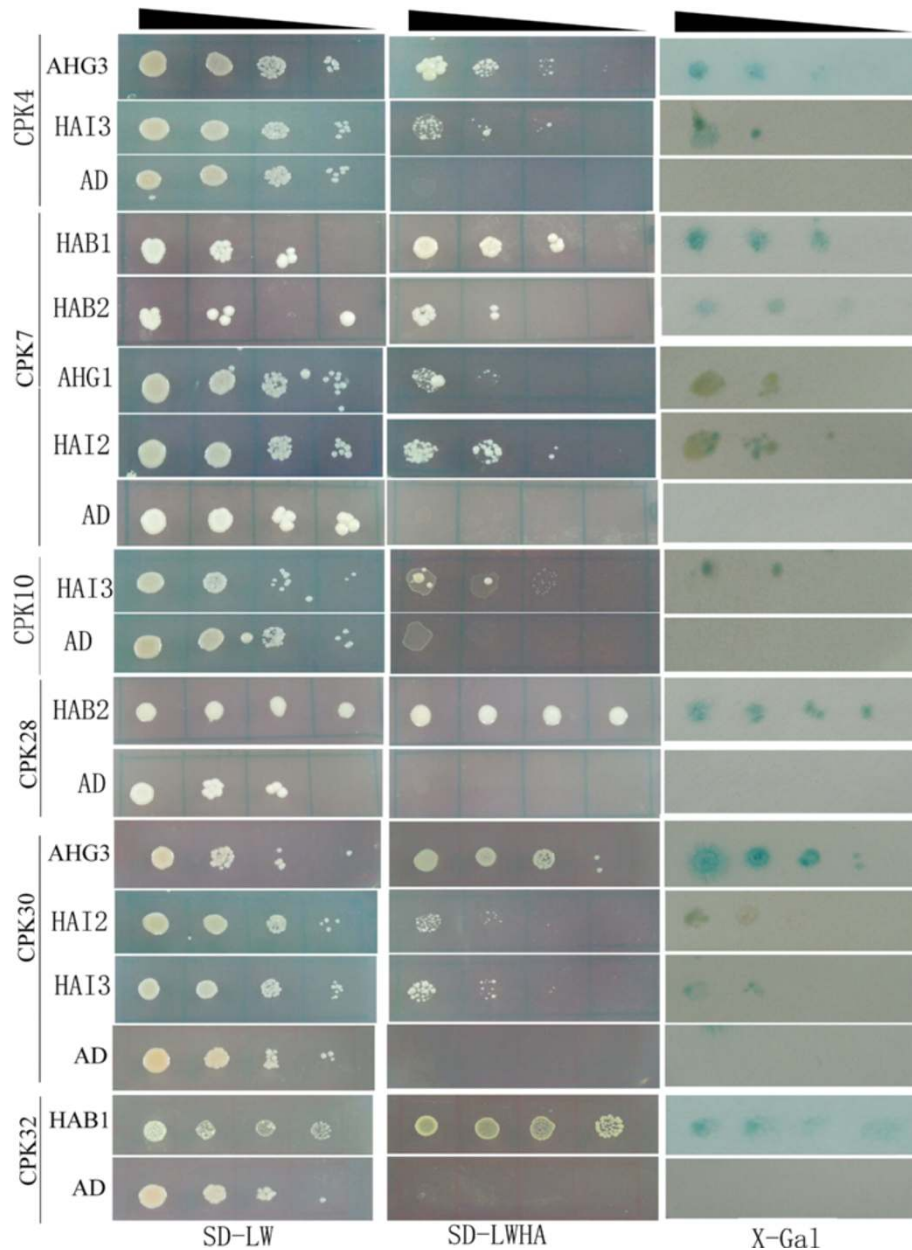 CPK4
AHG3
HAI3
AD
CPK7
HAB1
HAB2
AHG1
HAI2
AD
CPK10
HAI3
AD
CPK28
HAB2
AD
CPK30
AHG3
HAI2
HAI3
AD
CPK32
HAB1
AD
SD-LW SD-LWHA X-Gal